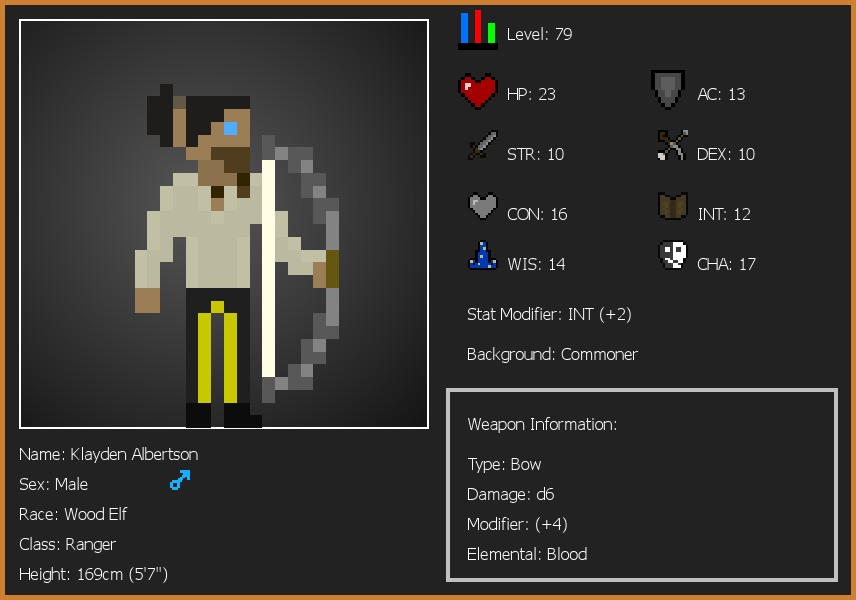 Level: 79
HP: 23
AC: 13
STR: 10
DEX: 10
CON: 16
INT: 12
WIS: 14
CHA: 17
Stat Modifier: INT (+2)
Background: Commoner
Weapon Information:
Type: Bow
Damage: d6
Modifier: (+4)
Elemental: Blood
Name: Klayden Albertson
Sex: Male
Race: Wood Elf
Class: Ranger
Height: 169cm (5'7")